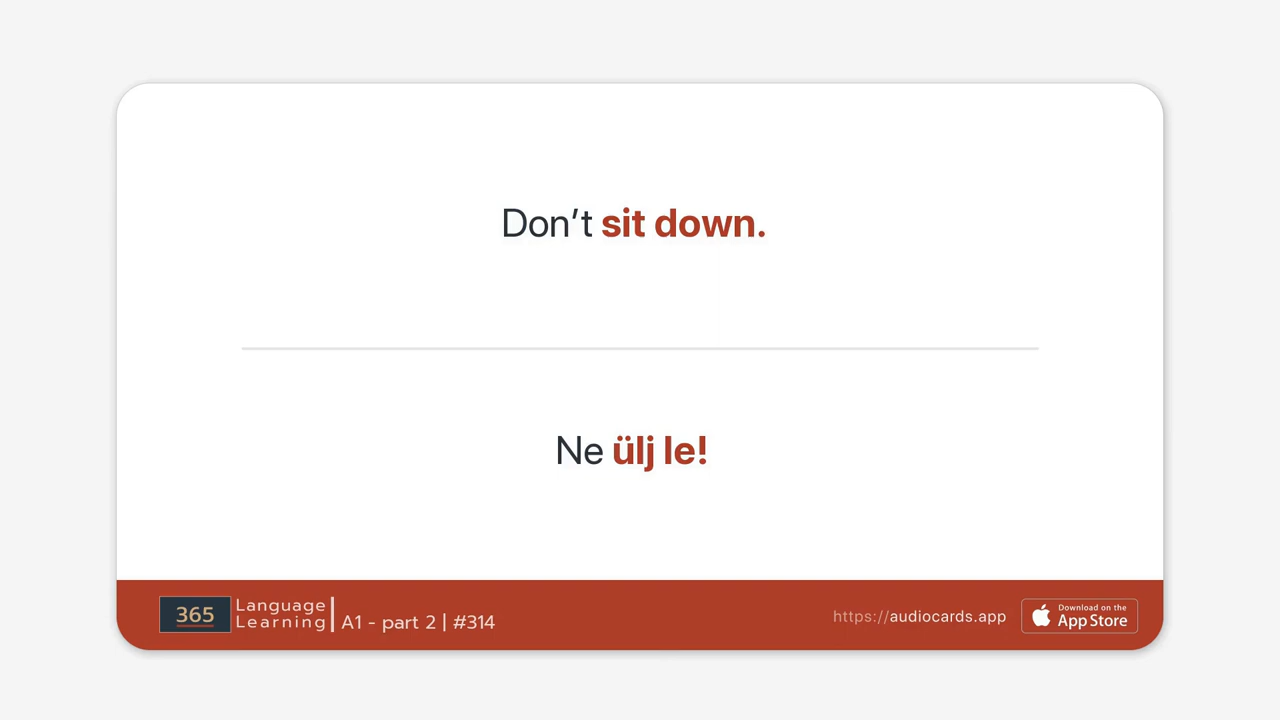 Don’t sit down.
Ne ülj le!
365
Language
Learning
A1 - part 2 | #314
https://audiocards.app
Download on the
App Store